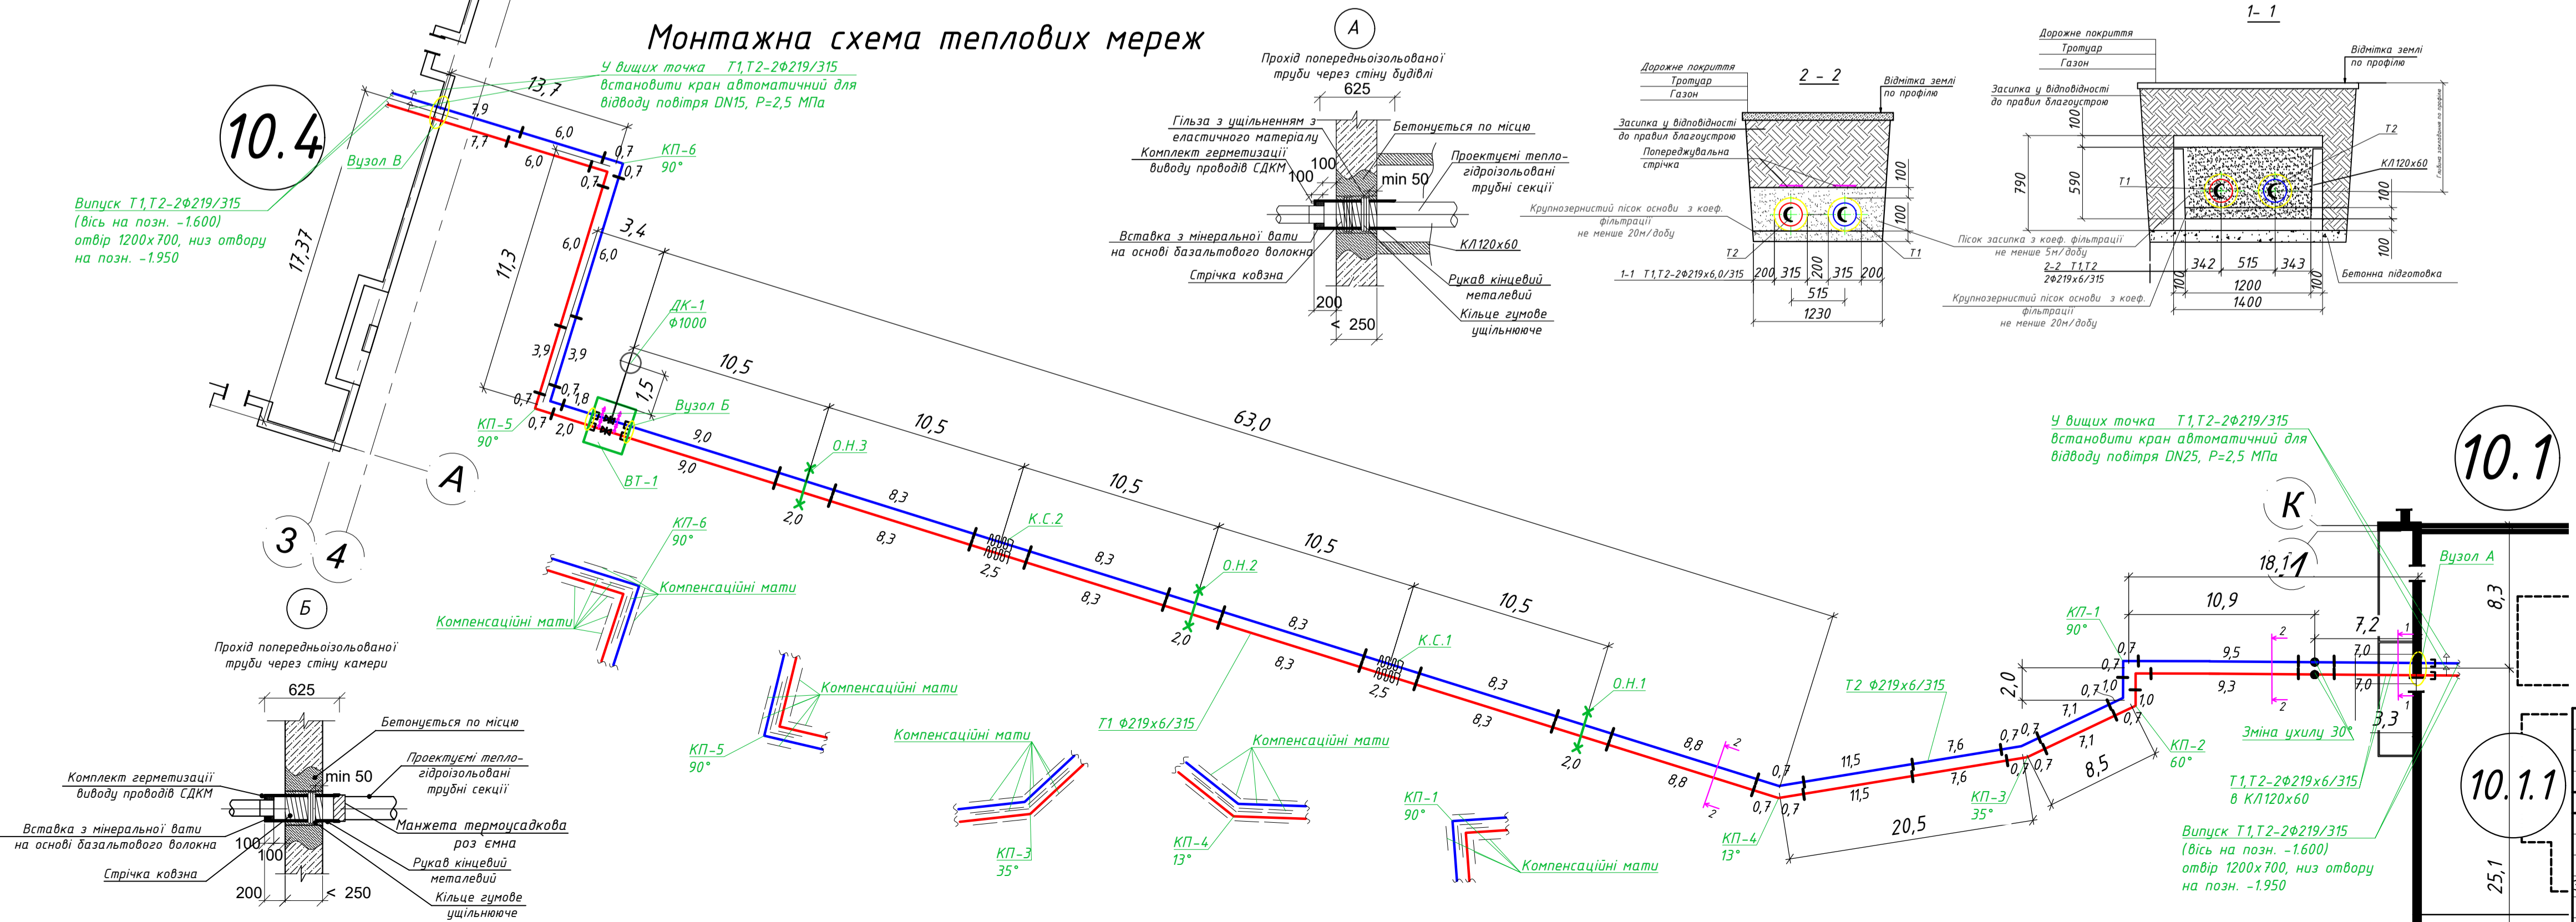 Монтажна схема теплових мереж
10.4
У вищих точка Т1,Т2-2Ф219/315
встановити кран автоматичний для
відводу повітря DN15, Р=2,5 МПа
Вузол В
Випуск Т1,Т2-2Ф219/315
(вісь на позн. -1.600)
отвір 1200х700, низ отвору
на позн. -1.950
13,7
7,9
7,7
6,0
6,0
0,7
0,7
0,7
КП-6
90°
17,37
11,3
6,0
6,0
3,9
3,9
3,4
ДК-1
Ф1000
1,5
0,7
0,7
0,7
1,8
2,0
КП-5
90°
Вузол Б
ВТ-1
А
3
4
10,5
10,5
10,5
10,5
10,5
63,0
9,0
9,0
О.Н.3
2,0
8,3
8,3
К.С.2
2,5
8,3
8,3
О.Н.2
2,0
8,3
8,3
К.С.1
2,5
8,3
8,3
О.Н.1
2,0
8,8
8,8
2
2
Т1 Ф219х6/315
Т2 Ф219х6/315
0,7
0,7
0,7
КП-4
13°
11,5
11,5
7,6
7,6
20,5
0,7
0,7
0,7
0,7
КП-3
35°
7,1
7,1
8,5
0,7
0,7
0,7
1,0
1,0
КП-2
60°
2,0
КП-1
90°
0,7
0,7
9,5
9,3
10,9
18,1
7,2
7,0
7,0
3,3
2
2
1
1
Зміна ухилу 30°
Т1,Т2-2Ф219х6/315
в КЛ120х60
Випуск Т1,Т2-2Ф219/315
(вісь на позн. -1.600)
отвір 1200х700, низ отвору
на позн. -1.950
У вищих точка Т1,Т2-2Ф219/315
встановити кран автоматичний для
відводу повітря DN25, Р=2,5 МПа
К
1
Вузол А
10.1
10.1.1
8,3
25,1
А
Прохід попередньоізольованої
труби через стіну будівлі
625
Гільза з ущільненням з
еластичного матеріалу
Комплект герметизації
виводу проводів СДКМ
100
100
Бетонується по місцю
Проектуємі тепло-
гідроізольовані
трубні секції
min 50
Вставка з мінеральної вати
на основі базальтового волокна
Стрічка ковзна
КЛ120х60
Рукав кінцевий
металевий
Кільце гумове
ущільнююче
200
< 250
2 - 2
Дорожнє покриття
Тротуар
Газон
Відмітка землі
по профілю
Засипка у відповідності
до правил благоустрою
Попереджувальна
стрічка
Крупнозернистий пісок основи з коеф.
фільтрації
не менше 20м/добу
Т2
Т1
100
100
1-1 Т1,Т2-2Ф219х6,0/315
200
315
200
315
200
515
1230
1- 1
Дорожнє покриття
Тротуар
Газон
Відмітка землі
по профілю
Глибина закладання по профілю
Засипка у відповідності
до правил благоустрою
100
790
590
Т2
КЛ120х60
Т1
100
100
Пісок засипка з коеф. фільтрації
не менше 5м/добу
2-2 Т1,Т2
2Ф219х6/315
Крупнозернистий пісок основи з коеф.
фільтрації
не менше 20м/добу
342
515
343
100
100
1200
1400
Бетонна підготовка
КП-6
90°
Компенсаційні мати
Компенсаційні мати
КП-5
90°
Компенсаційні мати
Компенсаційні мати
КП-3
35°
Компенсаційні мати
КП-4
13°
КП-1
90°
Компенсаційні мати
Б
Прохід попередньоізольованої
труби через стіну камери
625
Бетонується по місцю
min 50
Проектуємі тепло-
гідроізольовані
трубні секції
Комплект герметизації
виводу проводів СДКМ
Вставка з мінеральної вати
на основі базальтового волокна
100
100
Стрічка ковзна
Манжета термоусадкова
роз ємна
Рукав кінцевий
металевий
Кільце гумове
ущільнююче
200
< 250